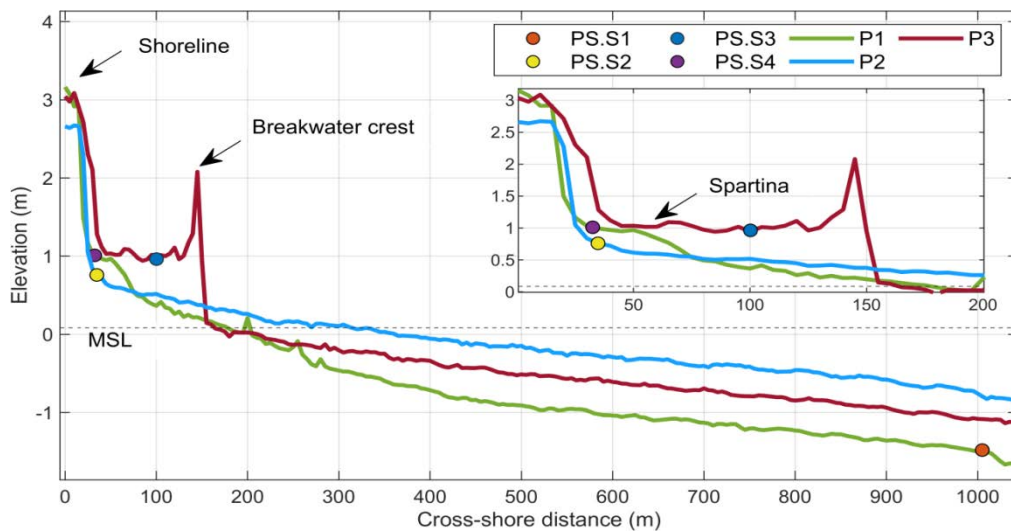 4
3
2
1
0
-1
Elevation (m)
Shoreline
Breakwater crest
MSL
PS.S1 PS.S3 P1 P3
PS.S2 PS.S4 P2
3
2.5
2
1.5
1
0.5
0
Spartina
50 100 150 200
0 100 200 300 400 500 600 700 800 900 1000
Cross-shore distance (m)